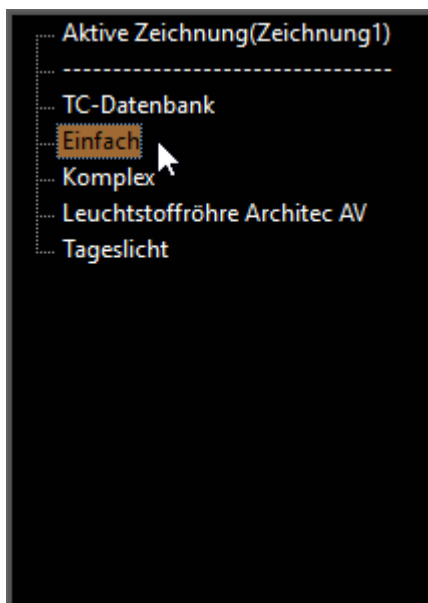 Aktive Zeichnung(Zeichnung1)
---------------------------------
TC-Datenbank
Einfach
Komplex
Leuchtstoffröhre Architec AV
Tageslicht